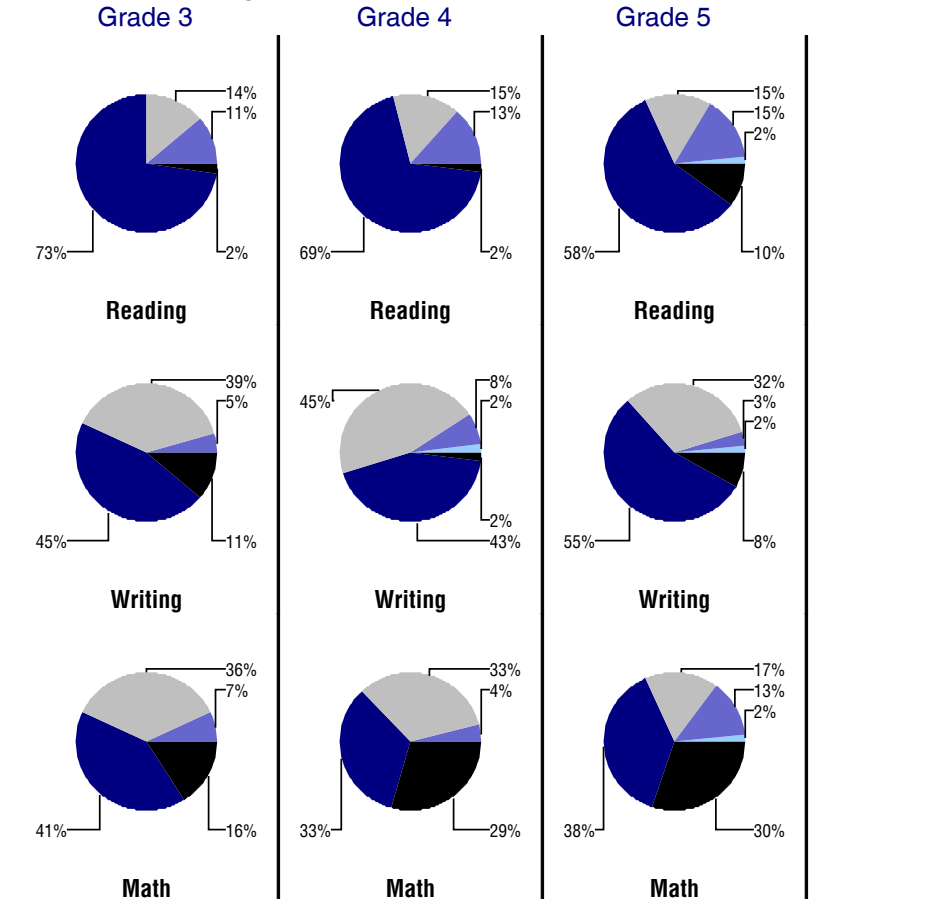 Grade 3 Grade 4 Grade 5
14% 15% 15%
11% 13% 15%
2%
73% 2% 69% 2% 58% 10%
Reading Reading Reading
39% 8% 32%
5% 45% 2% 3%
2%
2%
45% 11% 43% 55% 8%
Writing Writing Writing
36% 33% 17%
7% 4% 13%
2%
41% 16% 33% 29% 38% 30%
Math Math Math